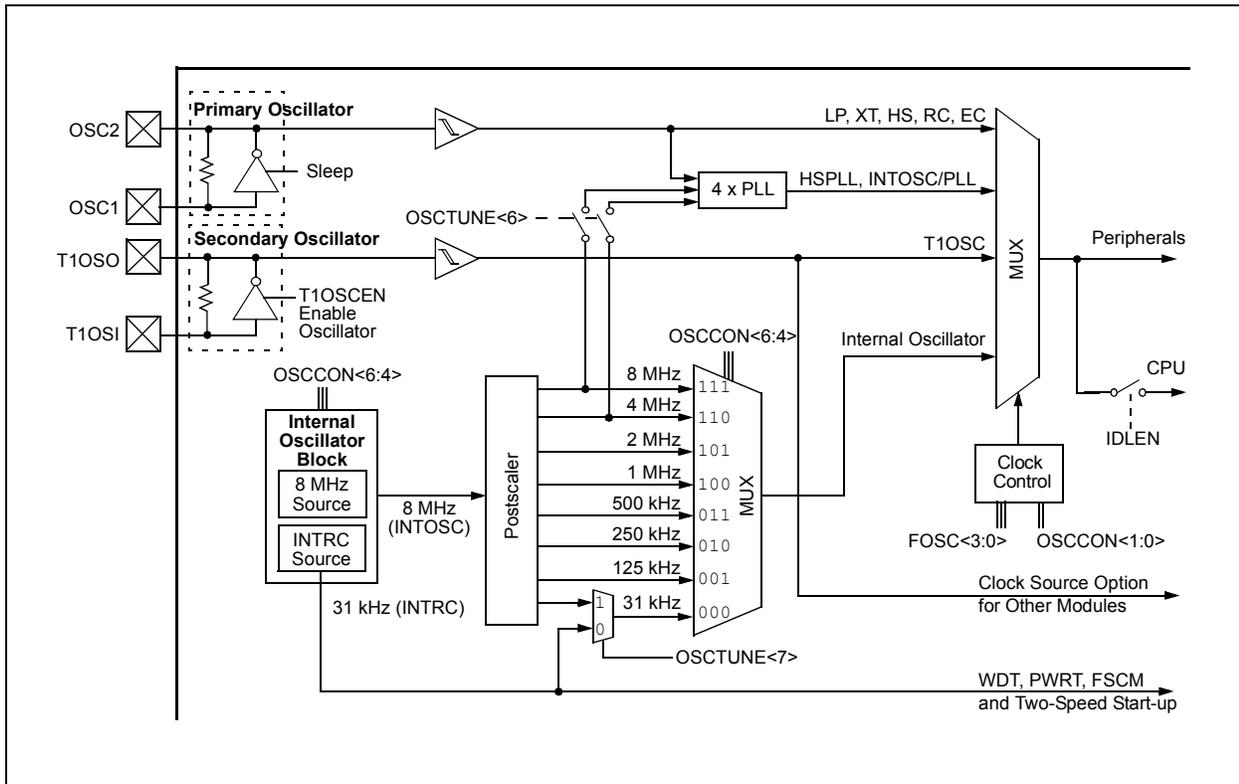 Primary Oscillator
OSC2
Sleep
OSC1
LP, XT, HS, RC, EC
4 x PLL
HSPLL, INTOSC/PLL
OSCTUNE<6>
Secondary Oscillator
T1OSO
T1OSCEN
Enable
Oscillator
T1OSI
T1OSC
MUX
Peripherals
CPU
IDLEN
Internal Oscillator
OSCCON<6:4>
OSCCON<6:4>
Internal
Oscillator
Block
8 MHz
Source
INTRC
Source
8 MHz
(INTOSC)
31 kHz (INTRC)
Postscaler
8 MHz
111
4 MHz
110
2 MHz
101
1 MHz
100
500 kHz
011
250 kHz
010
125 kHz
001
1
0
31 kHz
000
MUX
OSCTUNE<7>
Clock
Control
FOSC<3:0>
OSCCON<1:0>
Clock Source Option
for Other Modules
WDT, PWRT, FSCM
and Two-Speed Start-up